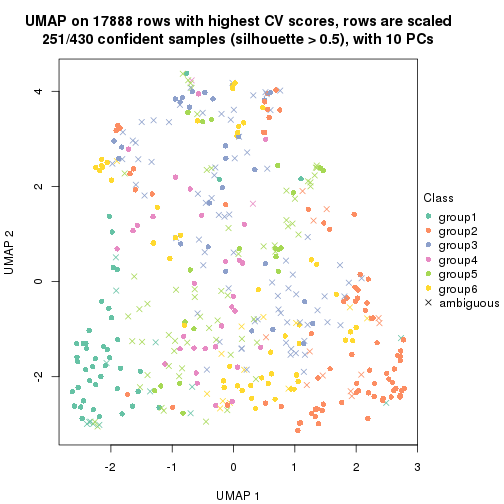 UMAP on 17888 rows with highest CV scores, rows are scaled
251/430 confident samples (silhouette > 0.5), with 10 PCs
4
2
0
-2
UMAP 2
-2
-1
0
1
2
3
UMAP 1
Class
group1
group2
group3
group4
group5
group6
ambiguous